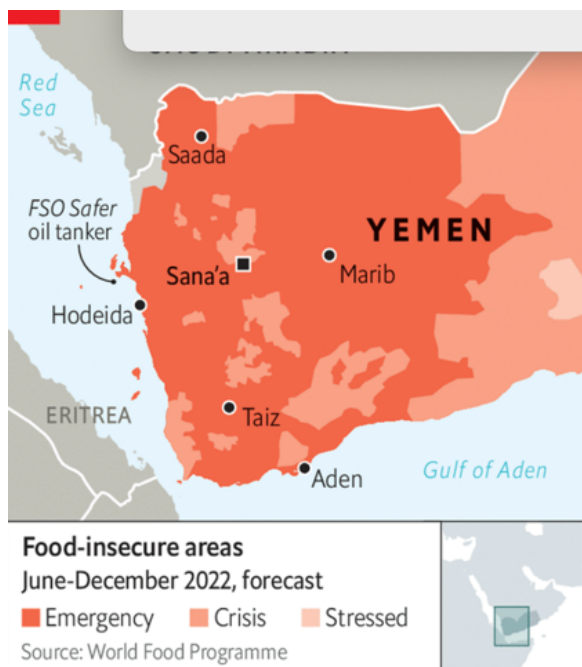 Red
Sea
Saada
FSO Safer
oil tanker
YEMEN
Sana'a
Marib
Hodeida
ERITREA
Taiz
Aden
Gulf of Aden
Food-insecure areas
June-December 2022, forecast
Emergency
Crisis
Stressed
Source: World Food Programme